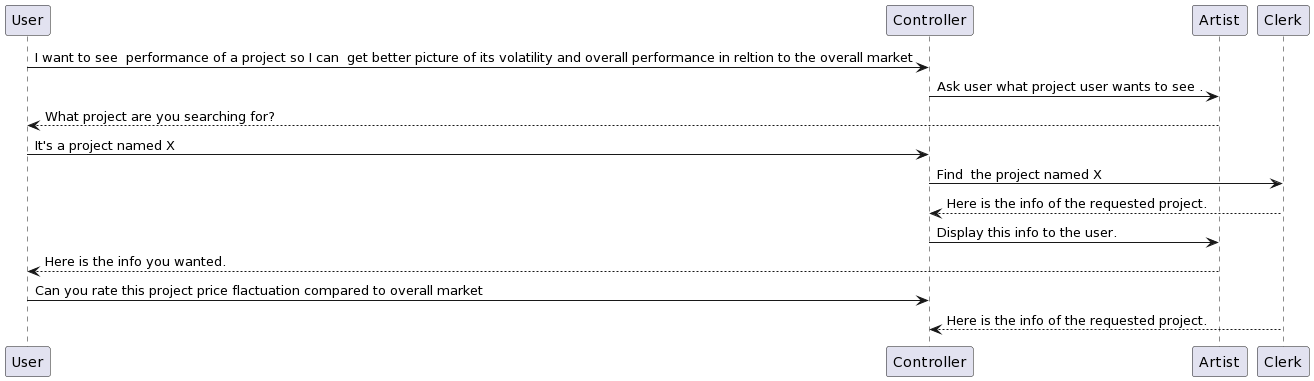 User Controller Artist Clerk
I want to see  performance of a project so I can  get better picture of its volatility and overall performance in reltion to the overall market
Ask user what project user wants to see .
What project are you searching for?
It's a project named X
Find  the project named X
Here is the info of the requested project.
Display this info to the user.
Here is the info you wanted.
Can you rate this project price flactuation compared to overall market
Here is the info of the requested project.
User Controller Artist Clerk